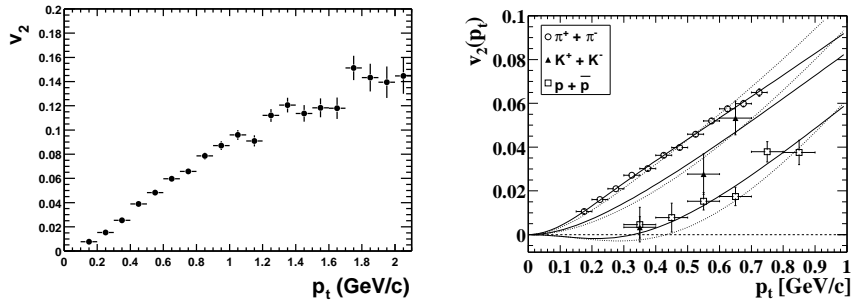 v₂
0.2
0.18
0.16
0.14
0.12
0.1
0.08
0.06
0.04
0.02
0
0 0.2 0.4 0.6 0.8 1 1.2 1.4 1.6 1.8 2
pₜ (GeV/c)
v₂(pₜ)
0.1
0.08
0.06
0.04
0.02
0
π⁺ + π⁻
K⁺ + K⁻
p + p̅
0 0.1 0.2 0.3 0.4 0.5 0.6 0.7 0.8 0.9 1
pₜ [GeV/c]